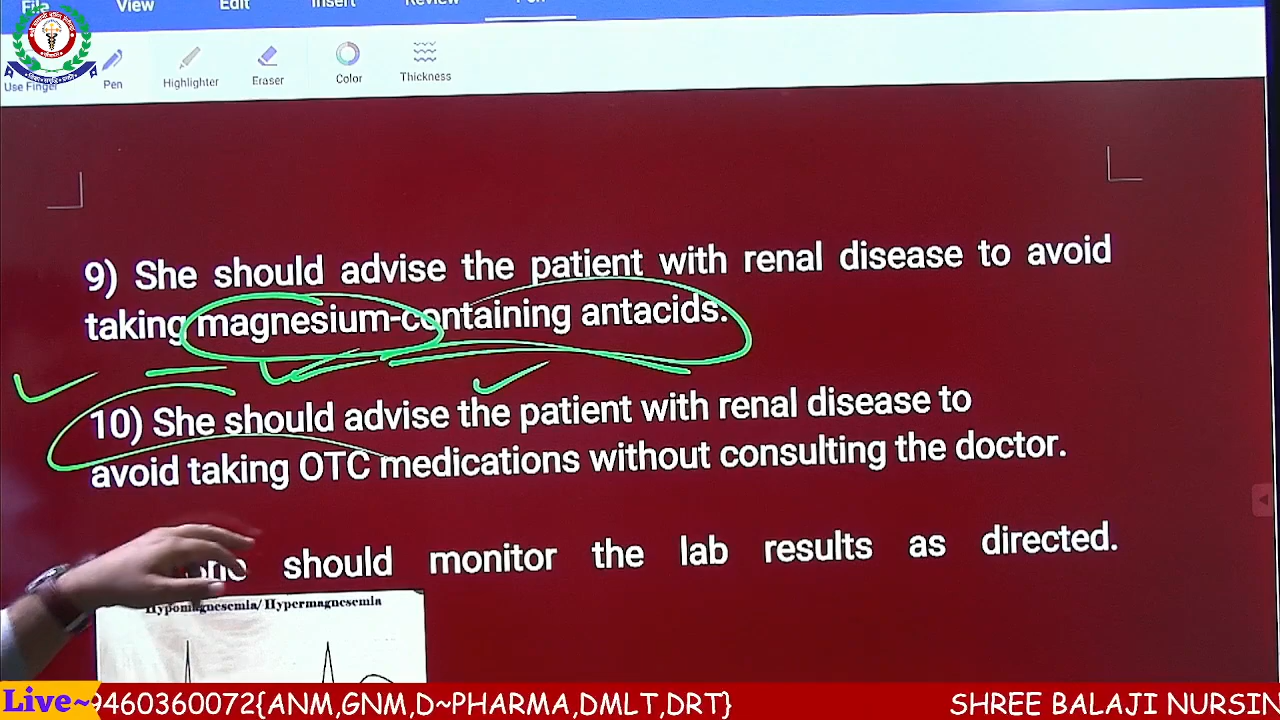 File View Edit Insert Review Pen
Use Finger Pen Highlighter Eraser Color Thickness
9) She should advise the patient with renal disease to avoid
taking magnesium-containing antacids.
10) She should advise the patient with renal disease to
avoid taking OTC medications without consulting the doctor.
She should monitor the lab results as directed.
Hypomagnesemia/Hypermagnesemia
Live~ 9460360072{ANM,GNM,D~PHARMA,DMLT,DRT} SHREE BALAJI NURSIN